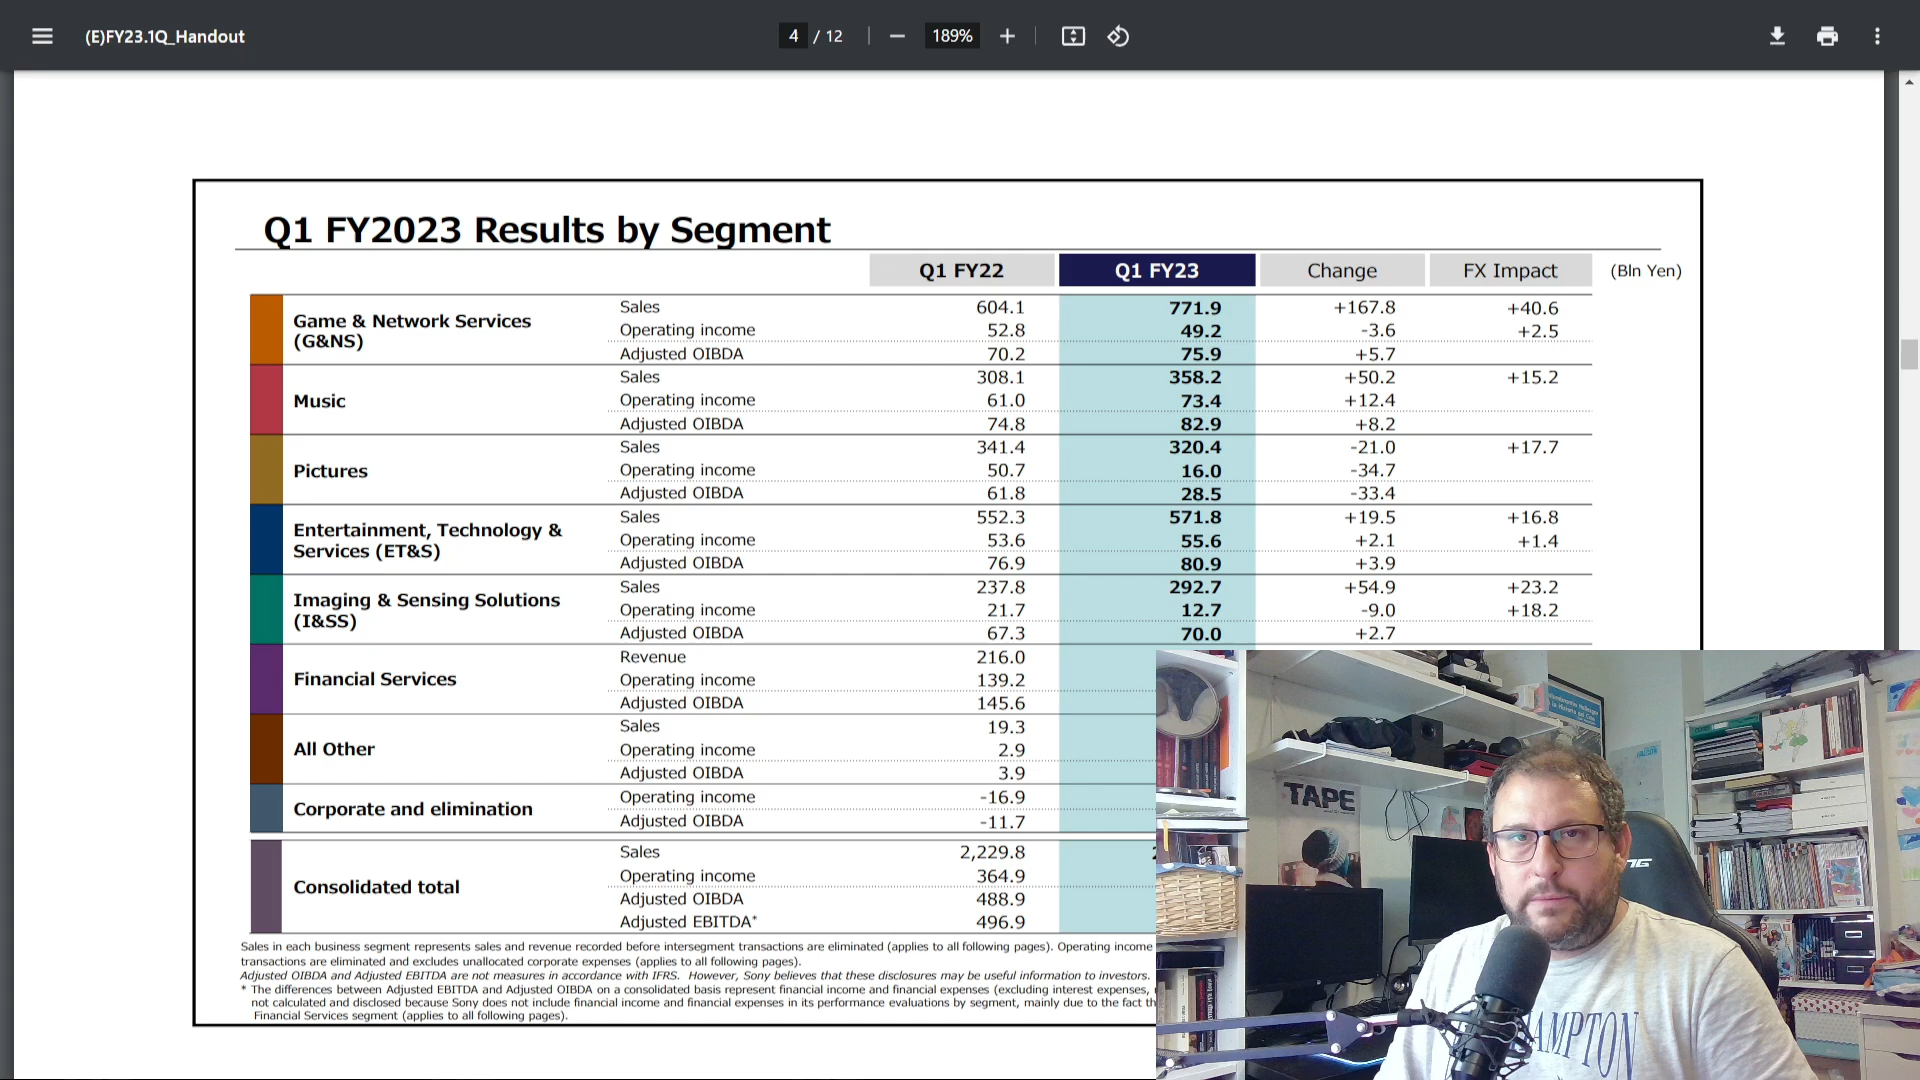 (E)FY23.1Q_Handout
4 / 12
189%
Q1 FY2023 Results by Segment
Q1 FY22 Q1 FY23 Change FX Impact (Bln Yen)
Game & Network Services (G&NS)
Sales 604.1 771.9 +167.8 +40.6
Operating income 52.8 49.2 -3.6 +2.5
Adjusted OIBDA 70.2 75.9 +5.7
Music
Sales 308.1 358.2 +50.2 +15.2
Operating income 61.0 73.4 +12.4
Adjusted OIBDA 74.8 82.9 +8.2
Pictures
Sales 341.4 320.4 -21.0 +17.7
Operating income 50.7 16.0 -34.7
Adjusted OIBDA 61.8 28.5 -33.4
Entertainment, Technology & Services (ET&S)
Sales 552.3 571.8 +19.5 +16.8
Operating income 53.6 55.6 +2.1 +1.4
Adjusted OIBDA 76.9 80.9 +3.9
Imaging & Sensing Solutions (I&SS)
Sales 237.8 292.7 +54.9 +23.2
Operating income 21.7 12.7 -9.0 +18.2
Adjusted OIBDA 67.3 70.0 +2.7
Financial Services
Revenue 216.0
Operating income 139.2
Adjusted OIBDA 145.6
All Other
Sales 19.3
Operating income 2.9
Adjusted OIBDA 3.9
Corporate and elimination
Operating income -16.9
Adjusted OIBDA -11.7
Consolidated total
Sales 2,229.8
Operating income 364.9
Adjusted OIBDA 488.9
Adjusted EBITDA* 496.9
Sales in each business segment represents sales and revenue recorded before intersegment transactions are eliminated (applies to all following pages). Operating income
transactions are eliminated and excludes unallocated corporate expenses (applies to all following pages).
Adjusted OIBDA and Adjusted EBITDA are not measures in accordance with IFRS. However, Sony believes that these disclosures may be useful information to investors.
* The differences between Adjusted EBITDA and Adjusted OIBDA on a consolidated basis represent financial income and financial expenses (excluding interest expenses,
not calculated and disclosed because Sony does not include financial income and financial expenses in its performance evaluations by segment, mainly due to the fact th
Financial Services segment (applies to all following pages).
TAPE
HAMPTON